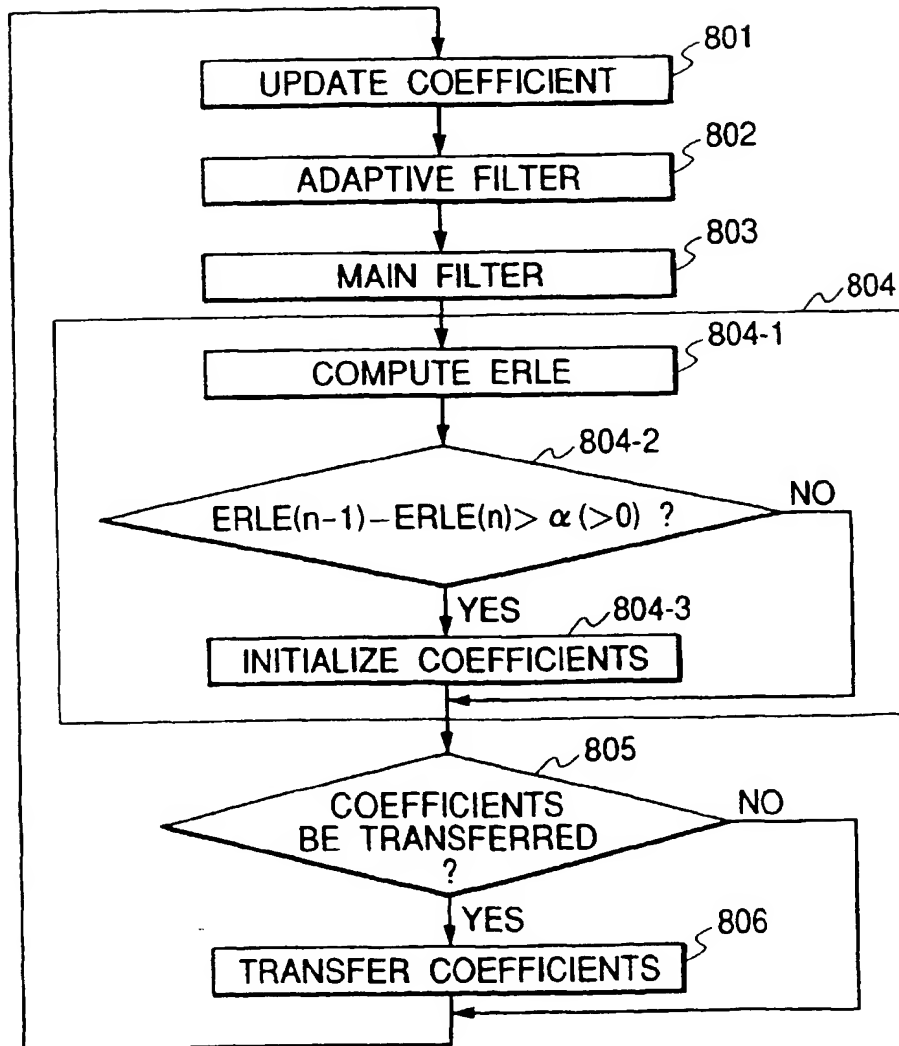 801
UPDATE COEFFICIENT
802
ADAPTIVE FILTER
803
MAIN FILTER
804
804-1
COMPUTE ERLE
804-2
ERLE(n-1)-ERLE(n)> α (>0) ?
NO
YES
804-3
INITIALIZE COEFFICIENTS
805
COEFFICIENTS
BE TRANSFERRED
?
NO
YES
806
TRANSFER COEFFICIENTS